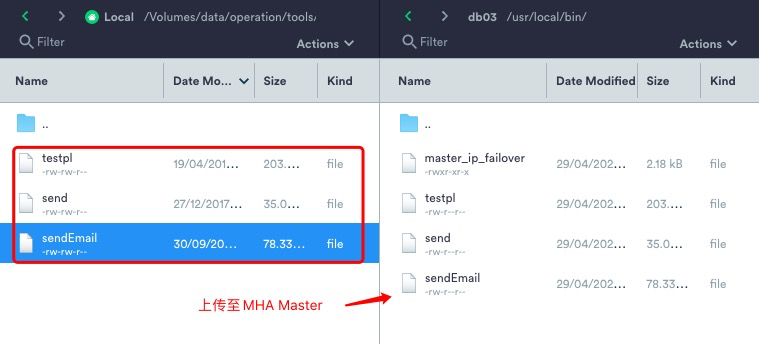 Local /Volumes/data/operation/tools/
Filter
Actions
Name Date Mo... Size Kind
..
testpl 19/04/201... 203.... file
-rw-rw-r--
send 27/12/2017... 35.0... file
-rw-rw-r--
sendEmail 30/09/20... 78.33... file
-rw-rw-r--
上传至MHA Master
db03 /usr/local/bin/
Filter
Actions
Name Date Modified Size Kind
..
master_ip_failover 29/04/202... 2.18 kB file
-rwxr-xr-x
testpl 29/04/202... 203.... file
-rw-r--r--
send 29/04/202... 35.0... file
-rw-r--r--
sendEmail 29/04/202... 78.33... file
-rw-r--r--